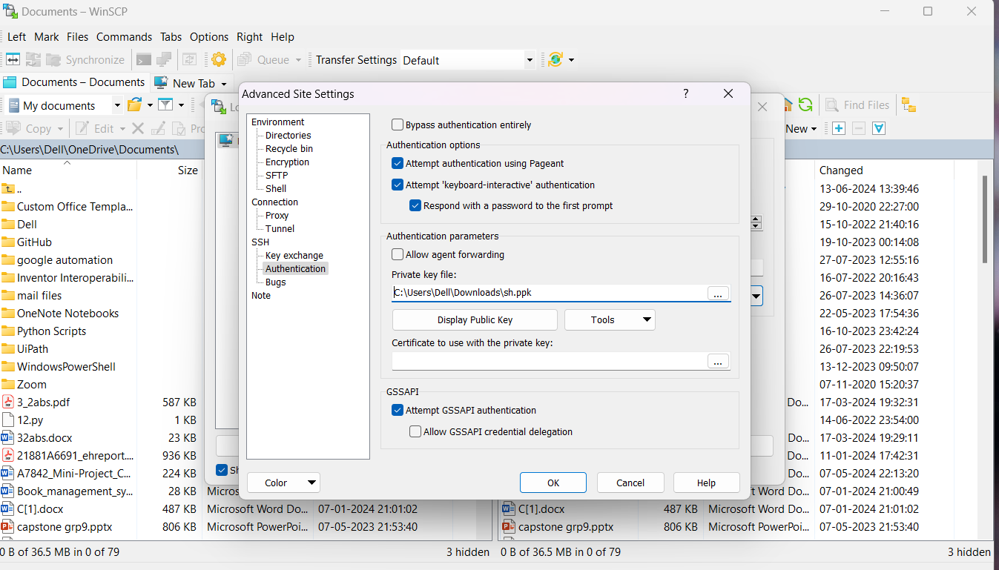 Documents – WinSCP
Left Mark Files Commands Tabs Options Right Help
Synchronize Queue Transfer Settings Default
Documents – Documents New Tab
My documents Find Files
Copy Edit New
C:\Users\Dell\OneDrive\Documents\
Name Size
..
Custom Office Templa...
Dell
GitHub
google automation
Inventor Interoperabili...
mail files
OneNote Notebooks
Python Scripts
UiPath
WindowsPowerShell
Zoom
3_2abs.pdf 587 KB
12.py 1 KB
32abs.docx 23 KB
21881A6691_ehreport... 936 KB
A7842_Mini-Project_C... 224 KB
Book_management_sy... 28 KB
C[1].docx 487 KB Microsoft Word Do... 07-01-2024 21:01:02
capstone grp9.pptx 806 KB Microsoft PowerPoi... 07-05-2023 21:53:40
0 B of 36.5 MB in 0 of 79 3 hidden
Advanced Site Settings ?
Environment
Directories
Recycle bin
Encryption
SFTP
Shell
Connection
Proxy
Tunnel
SSH
Key exchange
Authentication
Bugs
Note
Bypass authentication entirely
Authentication options
Attempt authentication using Pageant
Attempt 'keyboard-interactive' authentication
Respond with a password to the first prompt
Authentication parameters
Allow agent forwarding
Private key file:
C:\Users\Dell\Downloads\sh.ppk ...
Display Public Key Tools
Certificate to use with the private key:
...
GSSAPI
Attempt GSSAPI authentication
Allow GSSAPI credential delegation
Color OK Cancel Help
Changed
13-06-2024 13:39:46
29-10-2020 22:27:00
15-10-2022 21:40:16
19-10-2023 00:14:08
27-07-2023 12:55:16
16-07-2022 20:16:43
26-07-2023 14:36:07
22-05-2023 17:54:36
16-10-2023 23:42:24
26-07-2023 22:19:53
13-12-2023 09:50:07
07-11-2020 15:20:37
Do... 17-03-2024 19:32:31
14-06-2022 23:54:00
Do... 17-03-2024 19:29:11
Do... 11-01-2024 17:42:31
Do... 07-05-2024 22:13:20
Word Do... 07-01-2024 21:00:49
C[1].docx 487 KB Microsoft Word Do... 07-01-2024 21:01:02
capstone grp9.pptx 806 KB Microsoft PowerPoi... 07-05-2023 21:53:40
0 B of 36.5 MB in 0 of 79 3 hidden